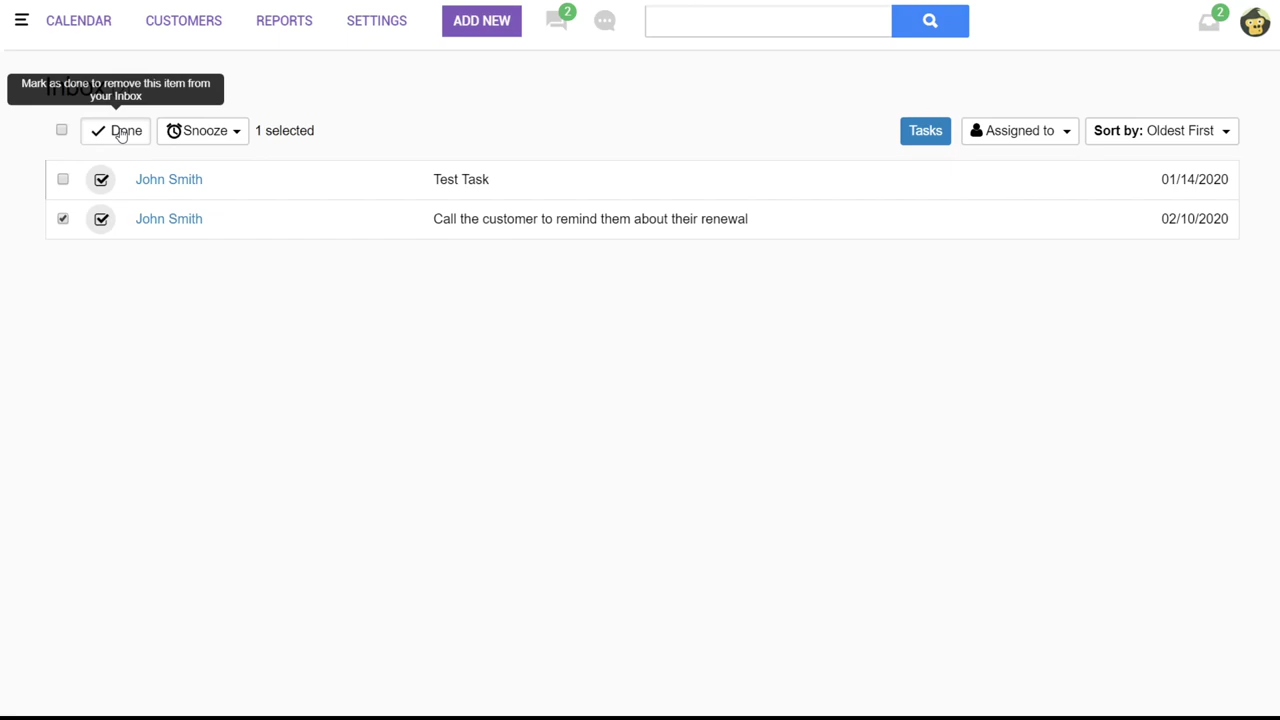 CALENDAR CUSTOMERS REPORTS SETTINGS ADD NEW 2 2
Mark as done to remove this item from
your Inbox
Inbox
Done Snooze 1 selected Tasks Assigned to Sort by: Oldest First
John Smith Test Task 01/14/2020
John Smith Call the customer to remind them about their renewal 02/10/2020